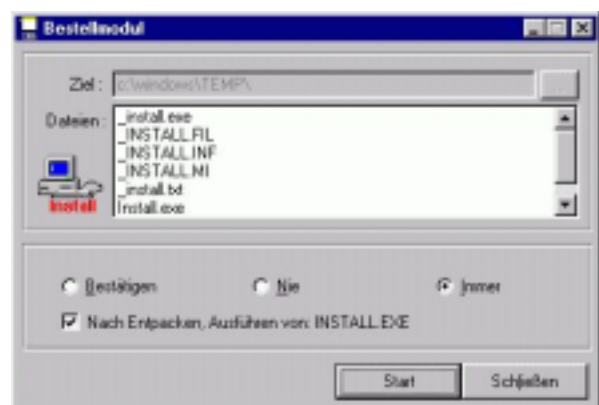 Bestellmodul
Ziel : c:\windows\TEMP\ ...
Dateien :
_install.exe
_INSTALL.FIL
_INSTALL.INF
_INSTALL.MI
_install.txt
Install.exe
Install
Bestätigen Nie Immer
Nach Entpacken, Ausführen von: INSTALL.EXE
Start Schließen